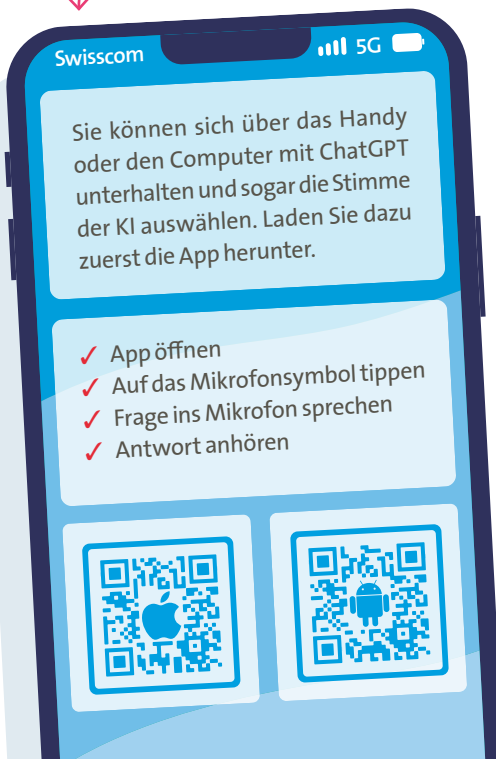 Swisscom
5G
Sie können sich über das Handy
oder den Computer mit ChatGPT
unterhalten und sogar die Stimme
der KI auswählen. Laden Sie dazu
zuerst die App herunter.
✓ App öffnen
✓ Auf das Mikrofonsymbol tippen
✓ Frage ins Mikrofon sprechen
✓ Antwort anhören